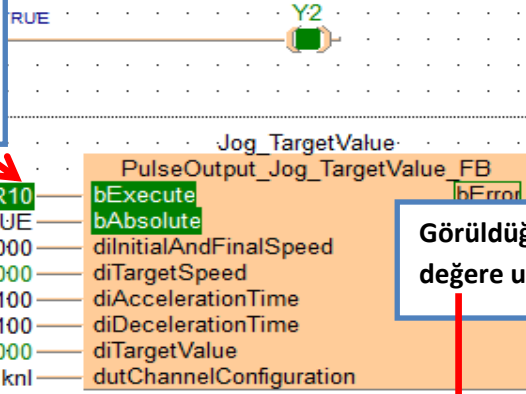 TRUE
Y2
Jog_TargetValue
PulseOutput_Jog_TargetValue_FB
R10 bExecute bError
UE bAbsolute
000 diInitialAndFinalSpeed
000 diTargetSpeed
100 diAccelerationTime
100 diDecelerationTime
000 diTargetValue
knl dutChannelConfiguration
Görüldüğ
değere u